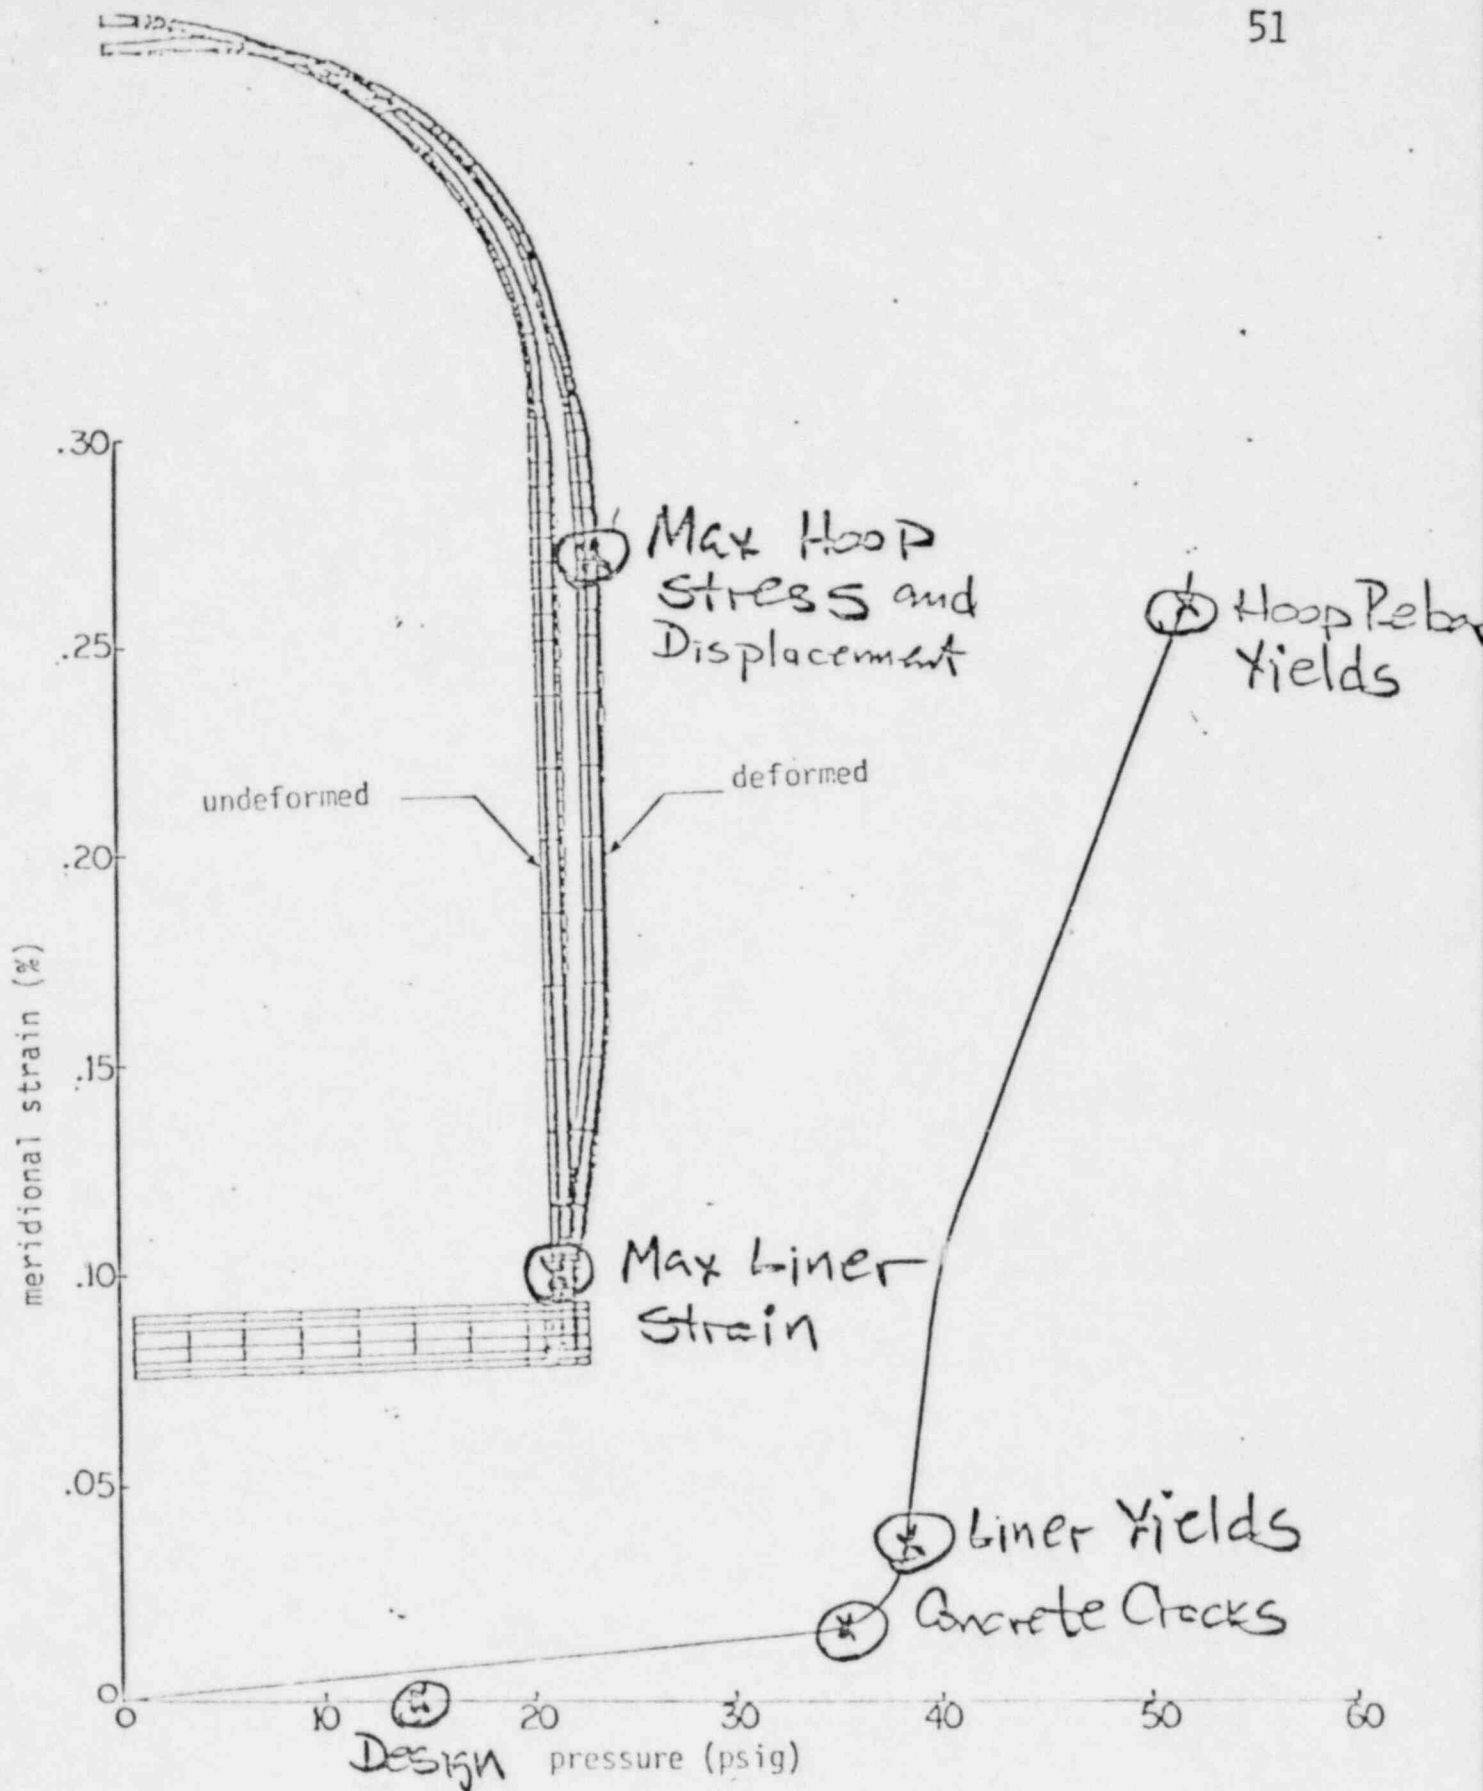 51
.30
Max Hoop
Stress and
Displacement
Hoop Reba
Yields
.25
undeformed
deformed
.20
meridional strain (%)
.15
.10
Max Liner
Strain
.05
Liner Yields
Concrete Cracks
0
0 10 20 30 40 50 60
Design
pressure (psig)